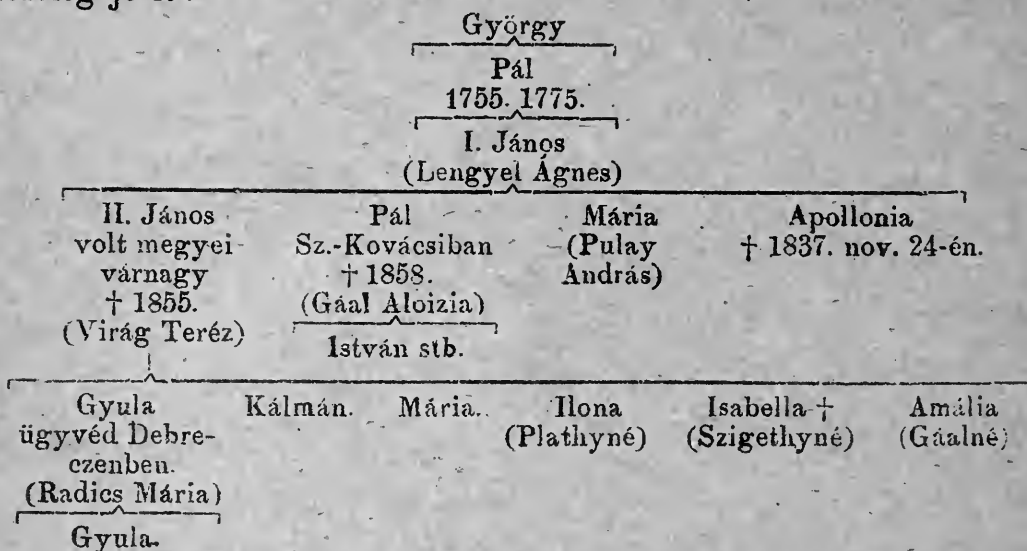 György
Pál
1755. 1775.
I. János
(Lengyel Ágnes)
II. János Pál Mária Apollonia
volt megyei Sz.-Kovácsiban (Pulay † 1837. nov. 24-én.
várnagy † 1858. András)
† 1855. (Gáal Aloizia)
(Virág Teréz)
István stb.
Gyula Kálmán. Mária. Ilona Isabella † Amália
ügyvéd Debre- (Plathyné) (Szigethyné) (Gáalné)
czenben.
(Radics Mária)
Gyula.